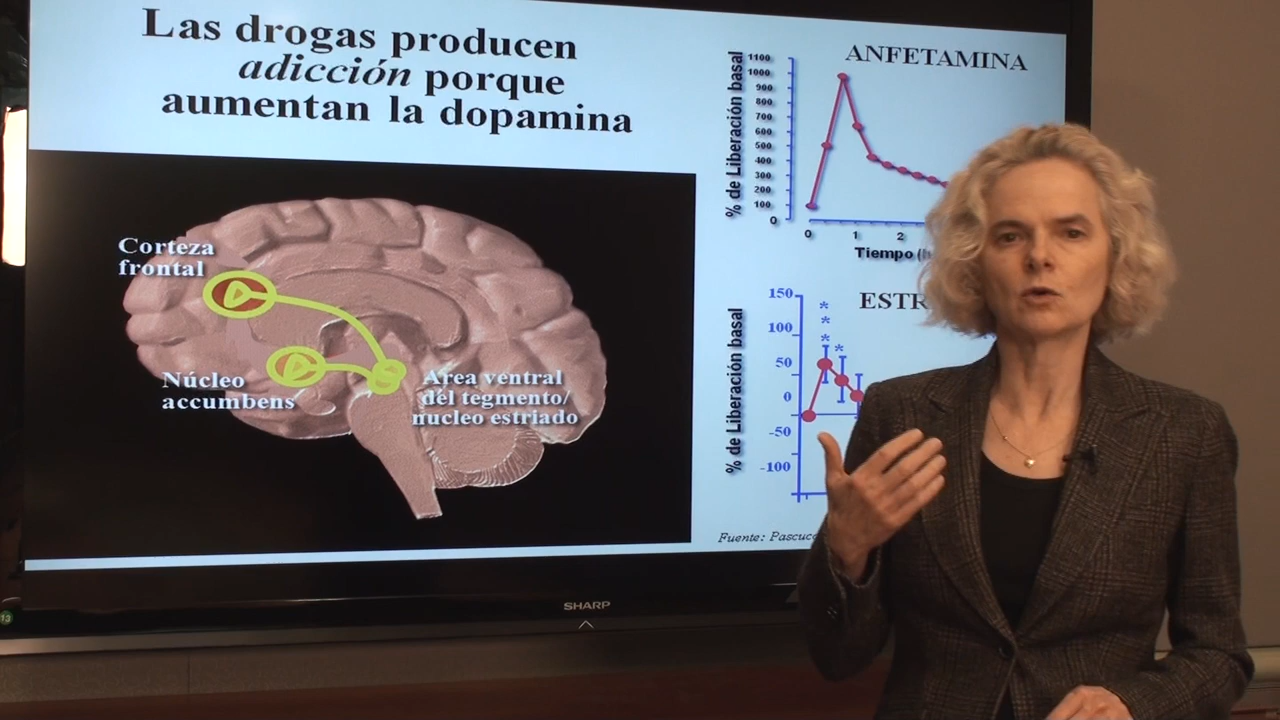 Las drogas producen
adicción porque
aumentan la dopamina
Corteza
frontal
Núcleo
accumbens
Area ventral
del tegmento/
nucleo estriado
ANFETAMINA
% de Liberación basal
1100
1000
900
800
700
600
500
400
300
200
100
0
0 1 2
Tiempo
% de Liberación basal
150
100
50
0
-50
-100
* * * *
Fuente:
SHARP
13